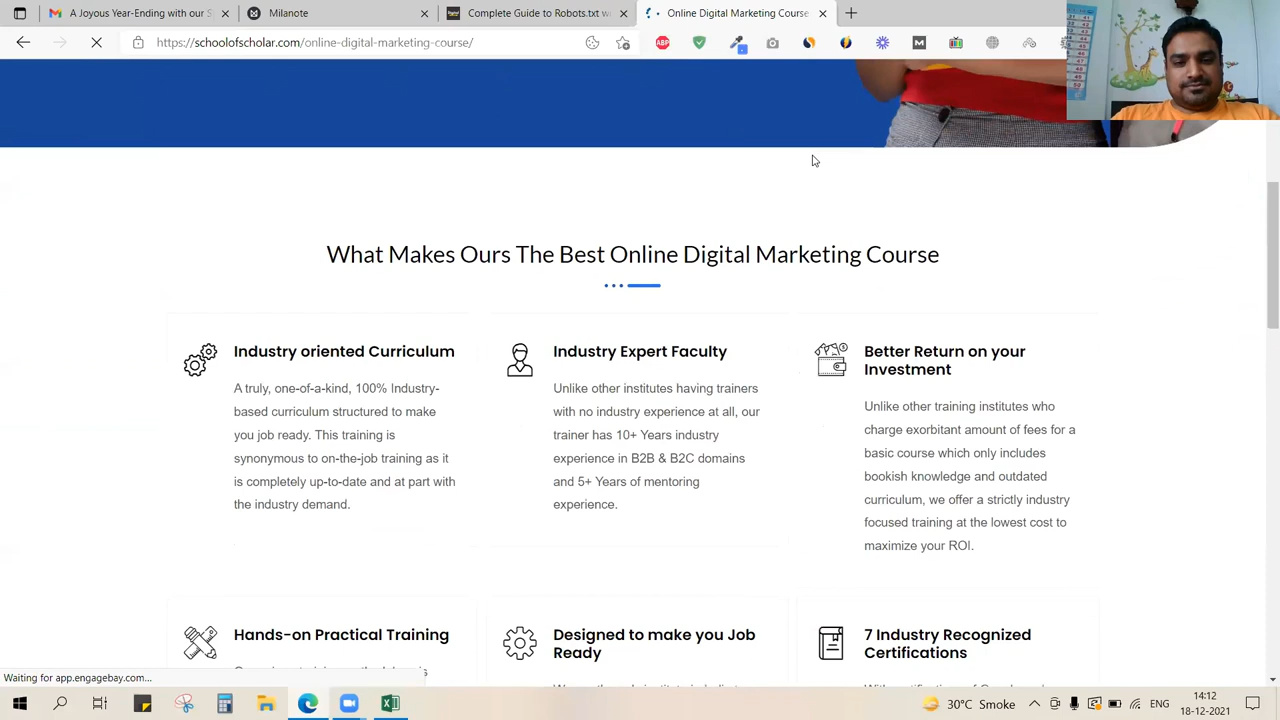 A Joyous Year-Ending with our S
Milanote
Complete Guide to Robots.txt w
Online Digital Marketing Course
https://schoolofscholar.com/online-digital-marketing-course/
ABP
What Makes Ours The Best Online Digital Marketing Course
Industry oriented Curriculum
A truly, one-of-a-kind, 100% Industry-
based curriculum structured to make
you job ready. This training is
synonymous to on-the-job training as it
is completely up-to-date and at part with
the industry demand.
Industry Expert Faculty
Unlike other institutes having trainers
with no industry experience at all, our
trainer has 10+ Years industry
experience in B2B & B2C domains
and 5+ Years of mentoring
experience.
Better Return on your
Investment
Unlike other training institutes who
charge exorbitant amount of fees for a
basic course which only includes
bookish knowledge and outdated
curriculum, we offer a strictly industry
focused training at the lowest cost to
maximize your ROI.
Hands-on Practical Training
Designed to make you Job
Ready
7 Industry Recognized
Certifications
Waiting for app.engagebay.com...
30°C Smoke
ENG
14:12
18-12-2021